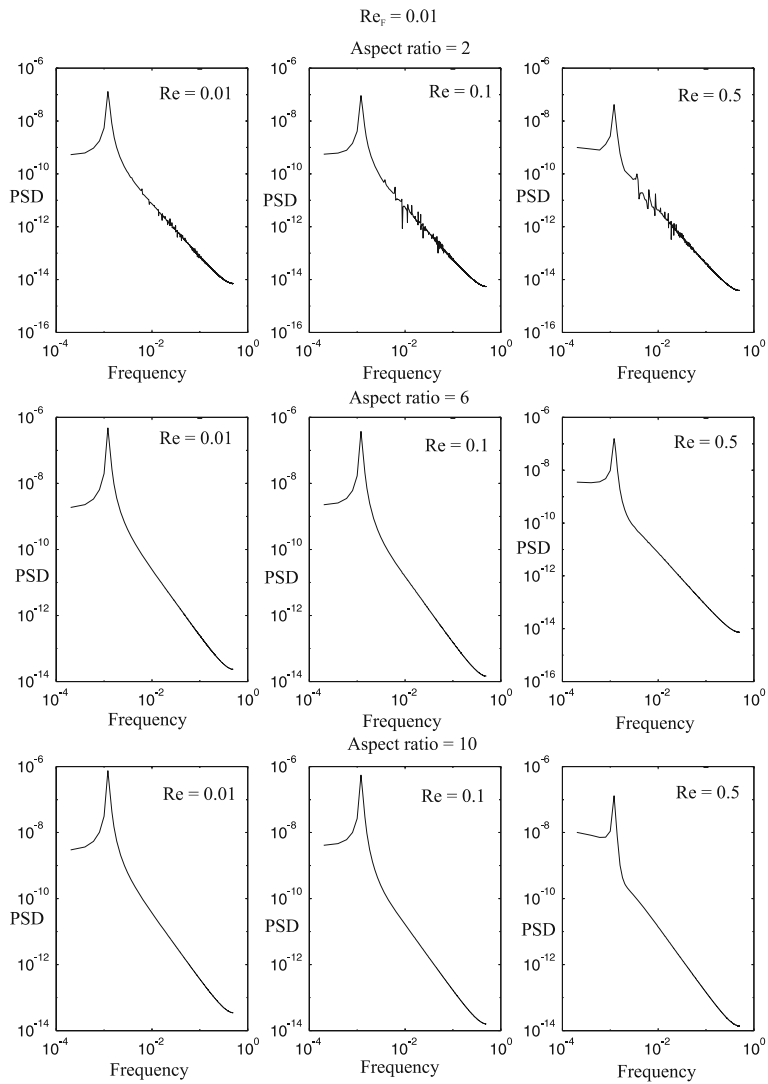 Re_F = 0.01
Aspect ratio = 2
10^-6 10^-6 10^-6
Re = 0.01 Re = 0.1 Re = 0.5
10^-8 10^-8 10^-8
10^-10 10^-10 10^-10
PSD PSD PSD
10^-12 10^-12 10^-12
10^-14 10^-14 10^-14
10^-16 10^-16 10^-16
10^-4 10^-2 10^0 10^-4 10^-2 10^0 10^-4 10^-2 10^0
Frequency Frequency Frequency
Aspect ratio = 6
10^-6 10^-6 10^-6
Re = 0.01 Re = 0.1 Re = 0.5
10^-8 10^-8 10^-8
10^-10 10^-10 10^-10
PSD PSD PSD
10^-12 10^-12 10^-12
10^-14
10^-14 10^-14 10^-16
10^-4 10^-2 10^0 10^-4 10^-2 10^0 10^-4 10^-2 10^0
Frequency Frequency Frequency
Aspect ratio = 10
10^-6 10^-6 10^-6
Re = 0.01 Re = 0.1 Re = 0.5
10^-8 10^-8 10^-8
10^-10 10^-10 10^-10
PSD PSD PSD
10^-12 10^-12 10^-12
10^-14 10^-14 10^-14
10^-4 10^-2 10^0 10^-4 10^-2 10^0 10^-4 10^-2 10^0
Frequency Frequency Frequency